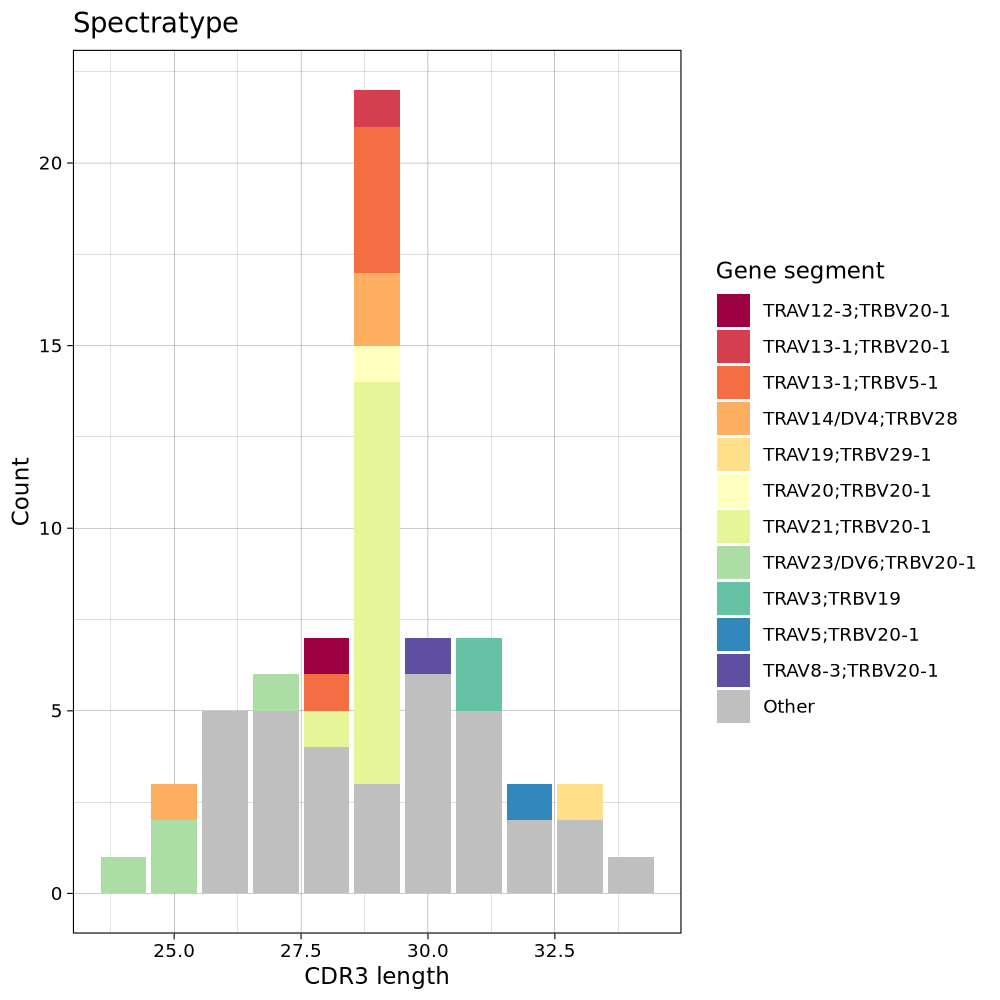 Spectratype
20
15
10
5
0
Count
25.0 27.5 30.0 32.5
CDR3 length
Gene segment
TRAV12-3;TRBV20-1
TRAV13-1;TRBV20-1
TRAV13-1;TRBV5-1
TRAV14/DV4;TRBV28
TRAV19;TRBV29-1
TRAV20;TRBV20-1
TRAV21;TRBV20-1
TRAV23/DV6;TRBV20-1
TRAV3;TRBV19
TRAV5;TRBV20-1
TRAV8-3;TRBV20-1
Other